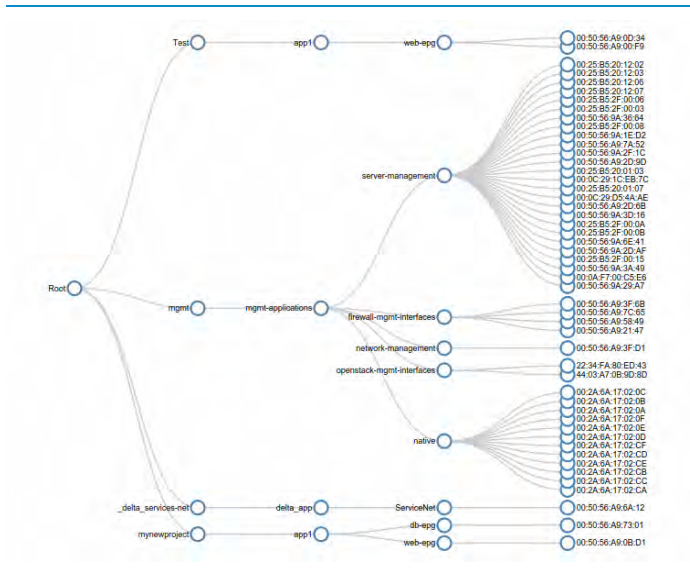 Test
app1
web-epg
00:50:56:A9:0D:34
00:50:56:A9:00:F9
00:25:B5:20:12:02
00:25:B5:20:12:03
00:25:B5:20:12:06
00:25:B5:20:12:07
00:25:B5:2F:00:06
00:25:B5:2F:00:03
00:50:56:9A:36:64
00:25:B5:2F:00:08
00:50:56:9A:1E:D2
00:50:56:A9:7A:52
00:50:56:9A:2F:1C
00:50:56:A9:2D:9D
00:25:B5:20:01:03
00:0C:29:1C:EB:7C
server-management
00:25:B5:20:01:07
00:0C:29:D5:4A:AE
00:50:56:A9:2D:6B
00:50:56:9A:3D:16
00:25:B5:2F:00:0A
00:25:B5:2F:00:0B
00:50:56:9A:6E:41
00:50:56:9A:2D:AF
00:25:B5:2F:00:15
00:50:56:9A:3A:49
00:0A:F7:00:C5:E6
00:50:56:9A:29:A7
Root
mgmt
mgmt-applications
firewall-mgmt-interfaces
00:50:56:A9:3F:6B
00:50:56:A9:7C:65
00:50:56:A9:58:49
00:50:56:A9:21:47
network-management
00:50:56:A9:3F:D1
openstack-mgmt-interfaces
22:34:FA:80:ED:43
44:03:A7:0B:9D:8D
native
00:2A:6A:17:02:0C
00:2A:6A:17:02:0B
00:2A:6A:17:02:0A
00:2A:6A:17:02:0F
00:2A:6A:17:02:0E
00:2A:6A:17:02:0D
00:2A:6A:17:02:CF
00:2A:6A:17:02:CD
00:2A:6A:17:02:CE
00:2A:6A:17:02:CB
00:2A:6A:17:02:CC
00:2A:6A:17:02:CA
_delta_services-net
delta_app
ServiceNet
00:50:56:A9:6A:12
mynewproject
app1
db-epg
00:50:56:A9:73:01
web-epg
00:50:56:A9:0B:D1